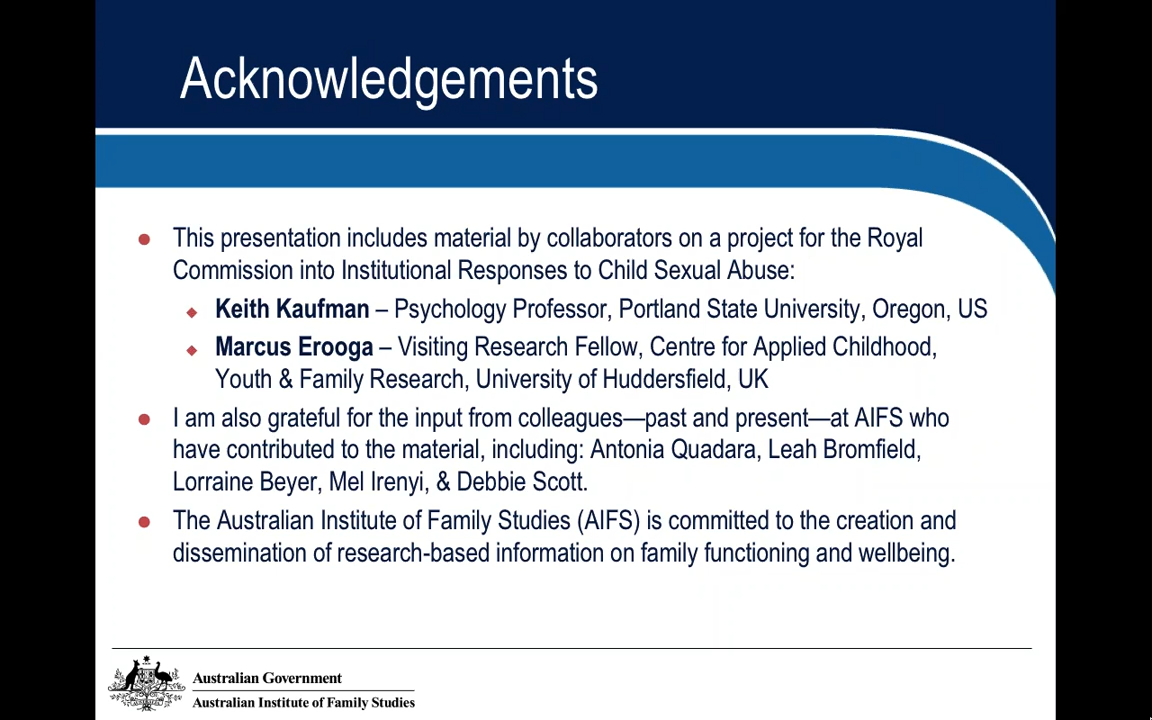 Acknowledgements
This presentation includes material by collaborators on a project for the Royal
Commission into Institutional Responses to Child Sexual Abuse:
Keith Kaufman – Psychology Professor, Portland State University, Oregon, US
Marcus Erooga – Visiting Research Fellow, Centre for Applied Childhood,
Youth & Family Research, University of Huddersfield, UK
I am also grateful for the input from colleagues—past and present—at AIFS who
have contributed to the material, including: Antonia Quadara, Leah Bromfield,
Lorraine Beyer, Mel Irenyi, & Debbie Scott.
The Australian Institute of Family Studies (AIFS) is committed to the creation and
dissemination of research-based information on family functioning and wellbeing.
Australian Government
Australian Institute of Family Studies